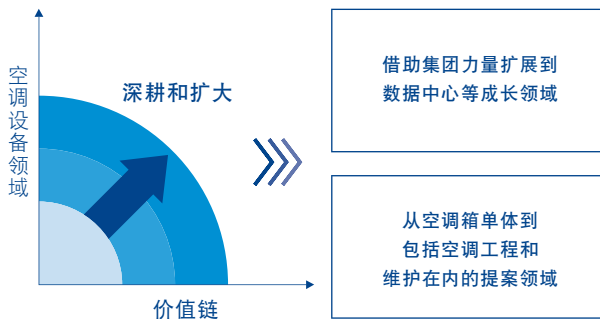 空调设备领域
深耕和扩大
价值链
借助集团力量扩展到
数据中心等成长领域
从空调箱单体到
包括空调工程和
维护在内的提案领域